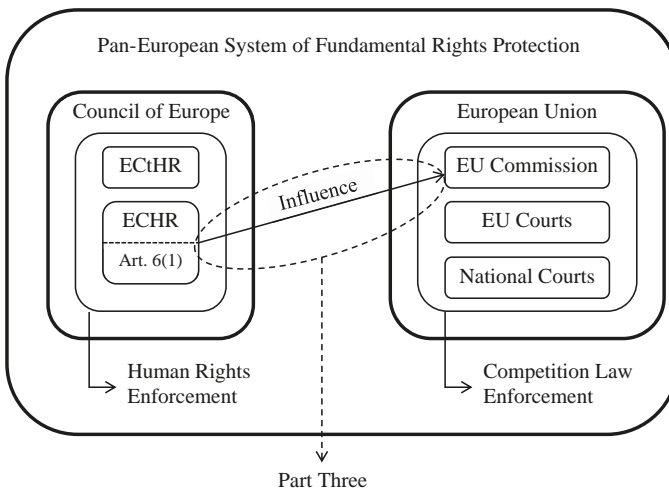 Pan-European System of Fundamental Rights Protection
Council of Europe
ECtHR
ECHR
Art. 6(1)
Influence
European Union
EU Commission
EU Courts
National Courts
Human Rights
Enforcement
Competition Law
Enforcement
Part Three